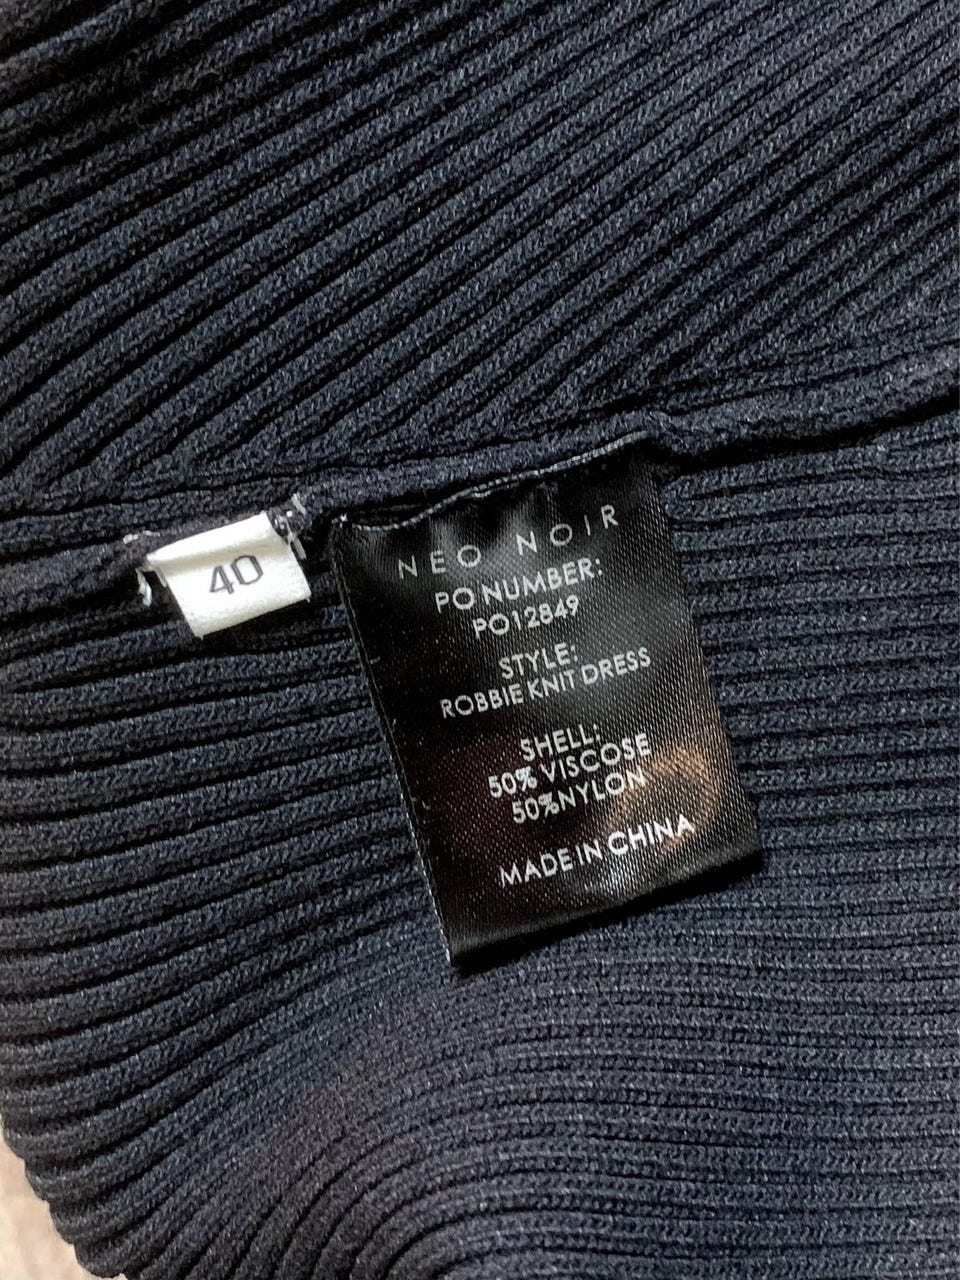 40
NEO NOIR
PO NUMBER:
PO12849
STYLE:
ROBBIE KNIT DRESS
SHELL:
50% VISCOSE
50%NYLON
MADE IN CHINA